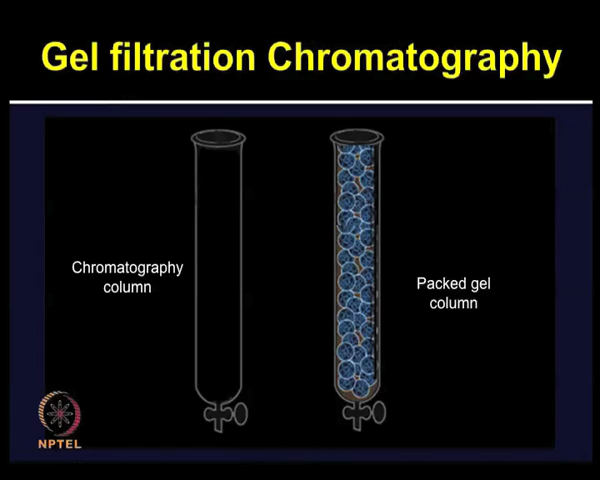 Gel filtration Chromatography
Chromatography
column
Packed gel
column
NPTEL